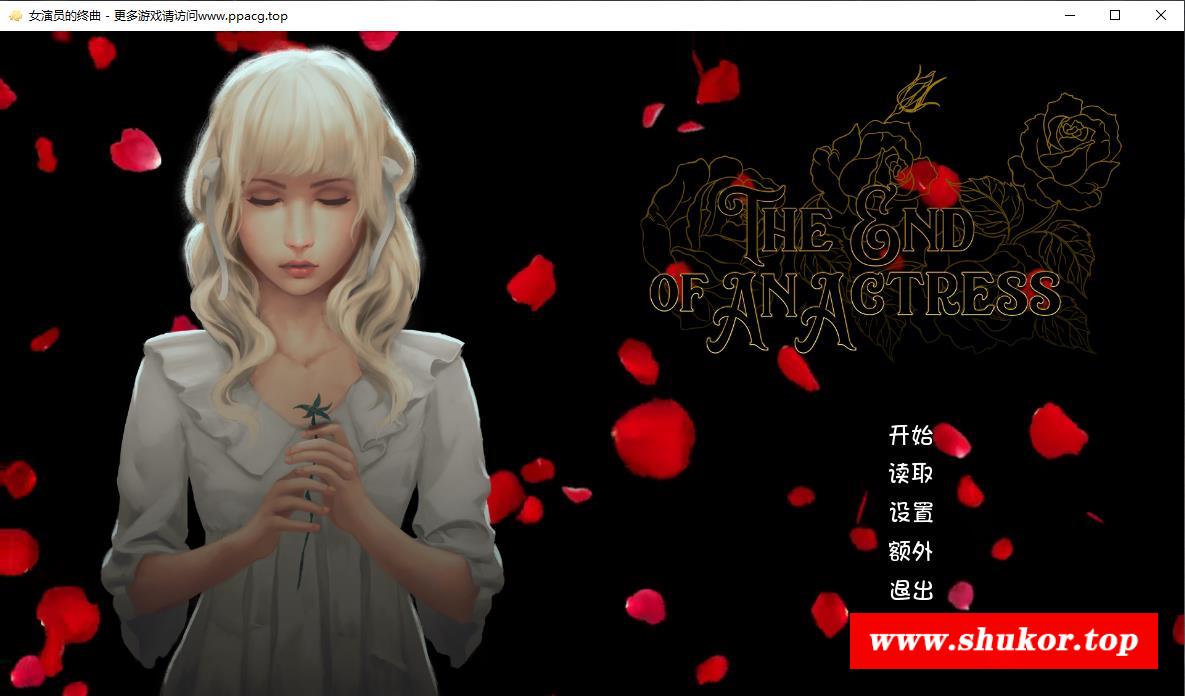 女演员的终曲 - 更多游戏请访问www.ppacg.top
THE END
OF AN ACTRESS
开始
读取
设置
额外
退出
www.shukor.top